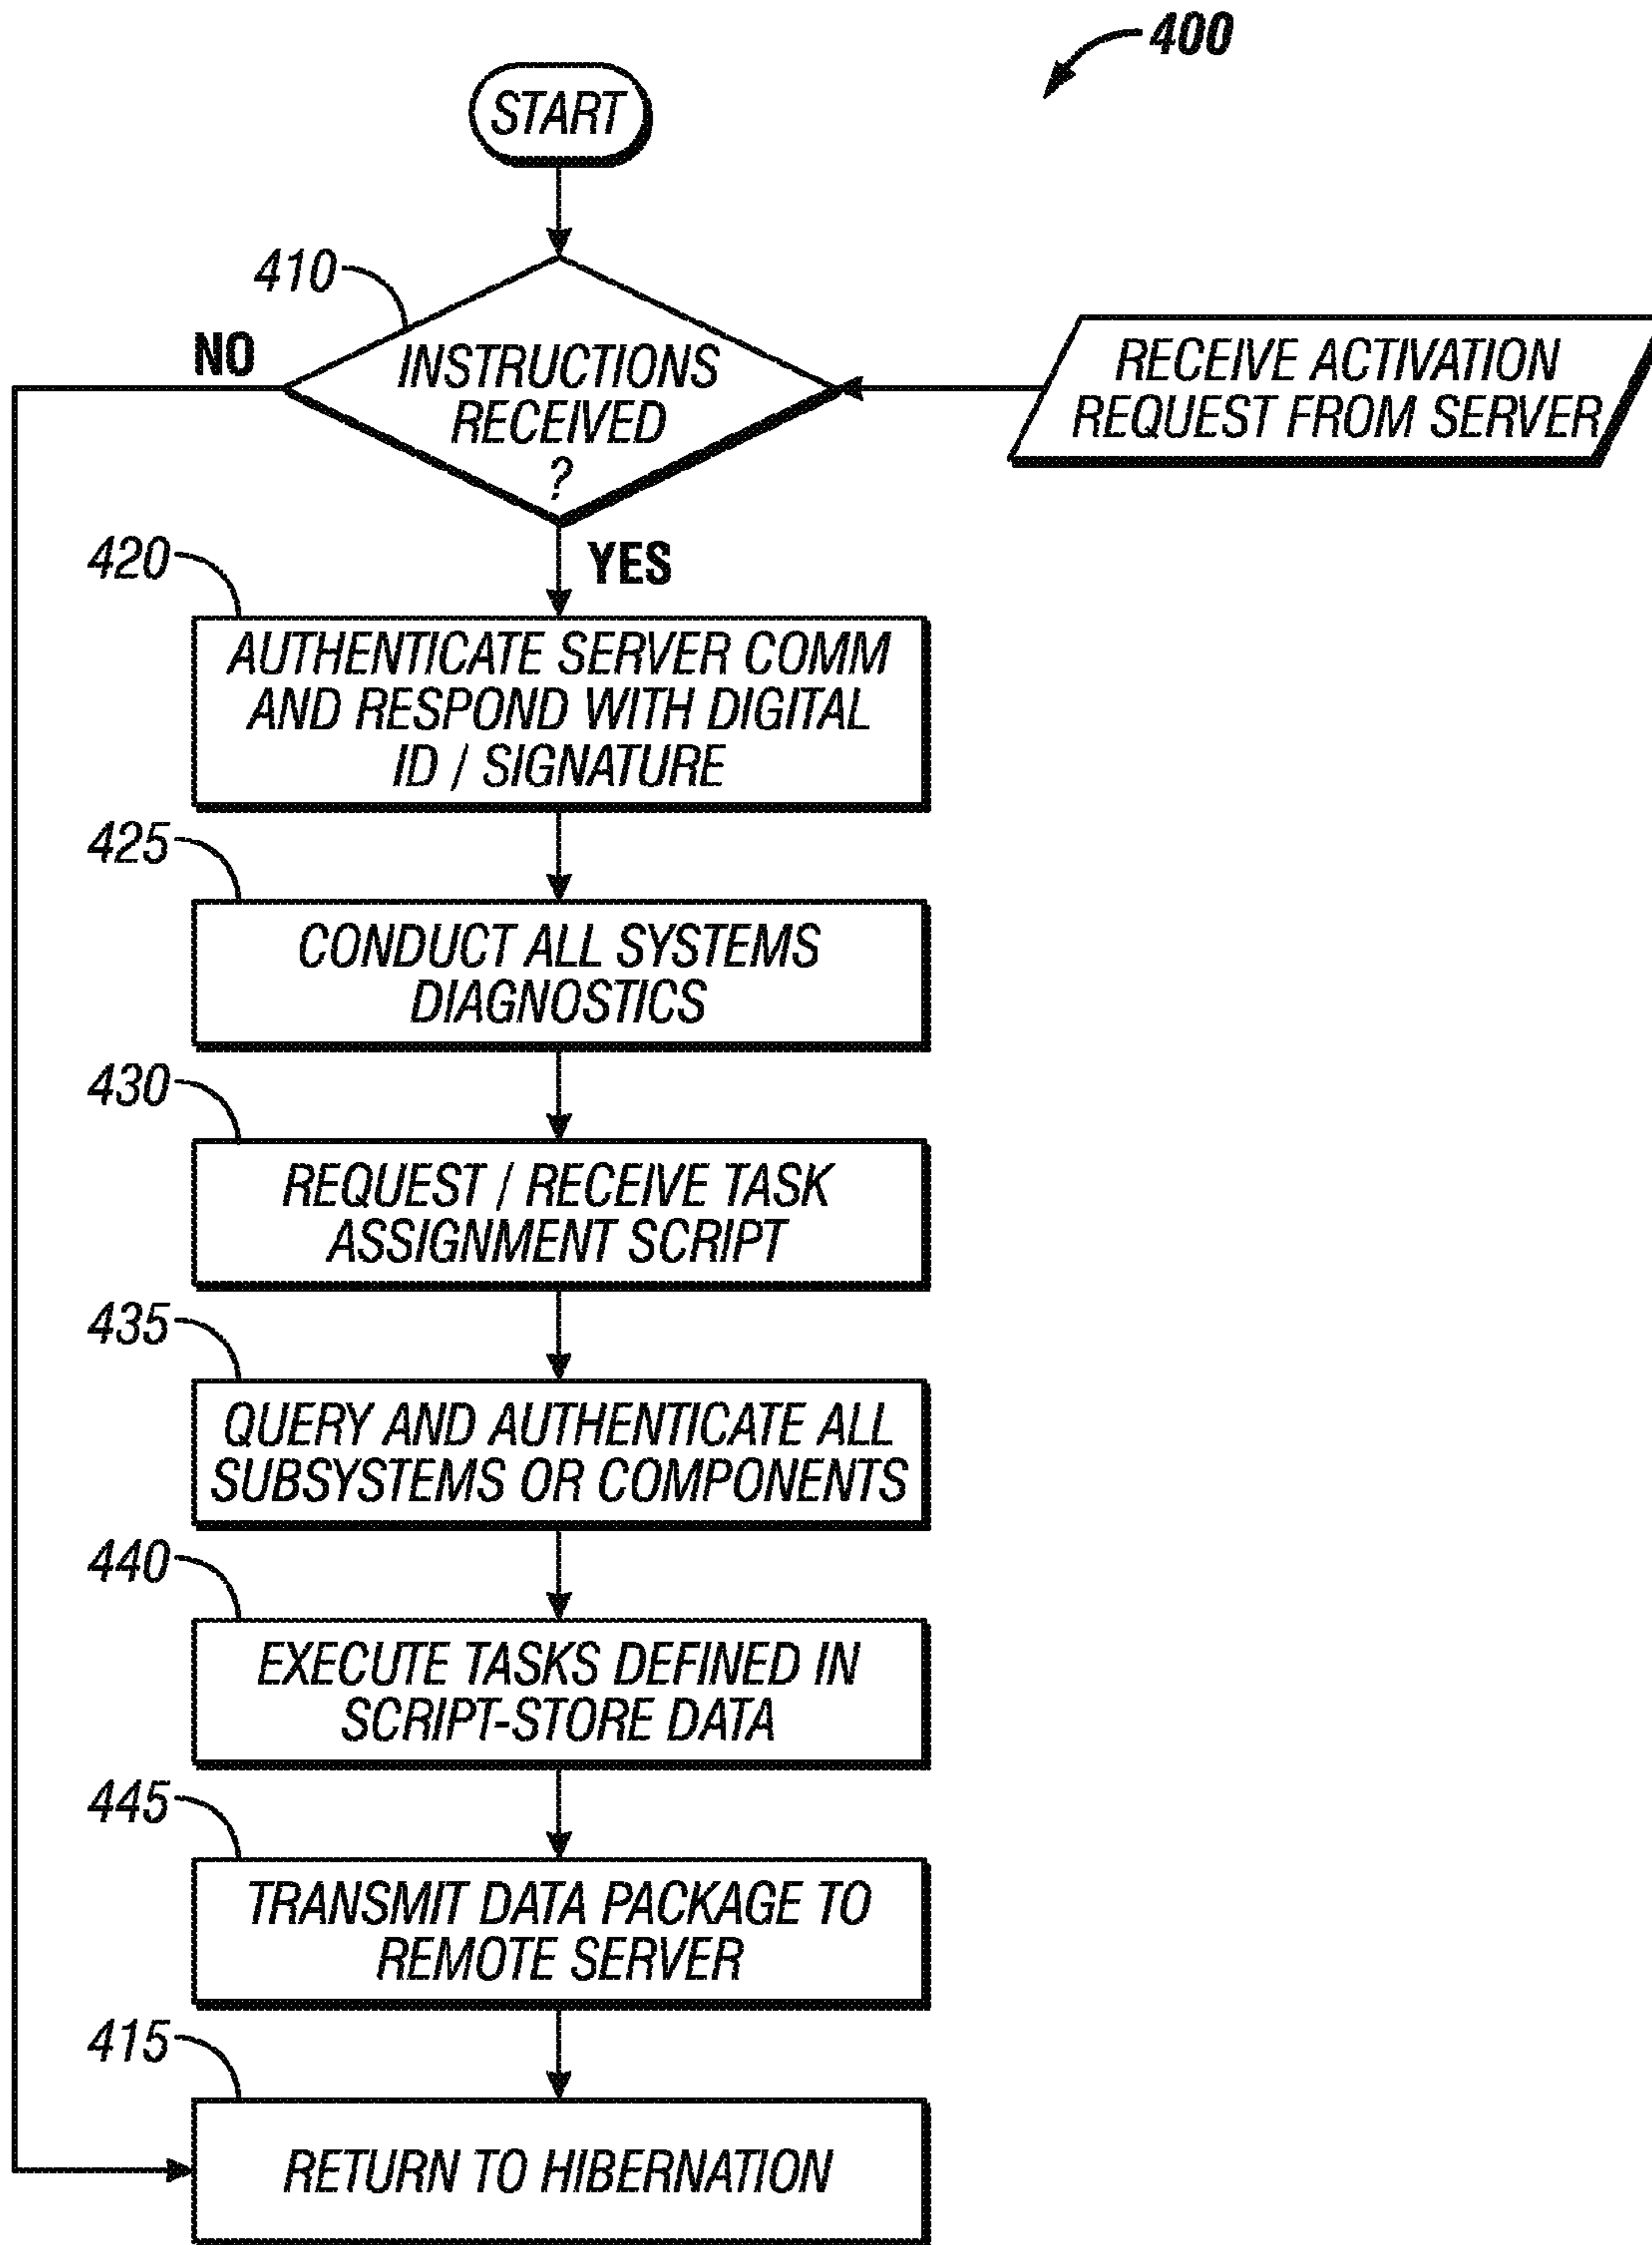 400
START
410
NO
INSTRUCTIONS
RECEIVED
?
RECEIVE ACTIVATION
REQUEST FROM SERVER
YES
420
AUTHENTICATE SERVER COMM
AND RESPOND WITH DIGITAL
ID / SIGNATURE
425
CONDUCT ALL SYSTEMS
DIAGNOSTICS
430
REQUEST / RECEIVE TASK
ASSIGNMENT SCRIPT
435
QUERY AND AUTHENTICATE ALL
SUBSYSTEMS OR COMPONENTS
440
EXECUTE TASKS DEFINED IN
SCRIPT-STORE DATA
445
TRANSMIT DATA PACKAGE TO
REMOTE SERVER
415
RETURN TO HIBERNATION